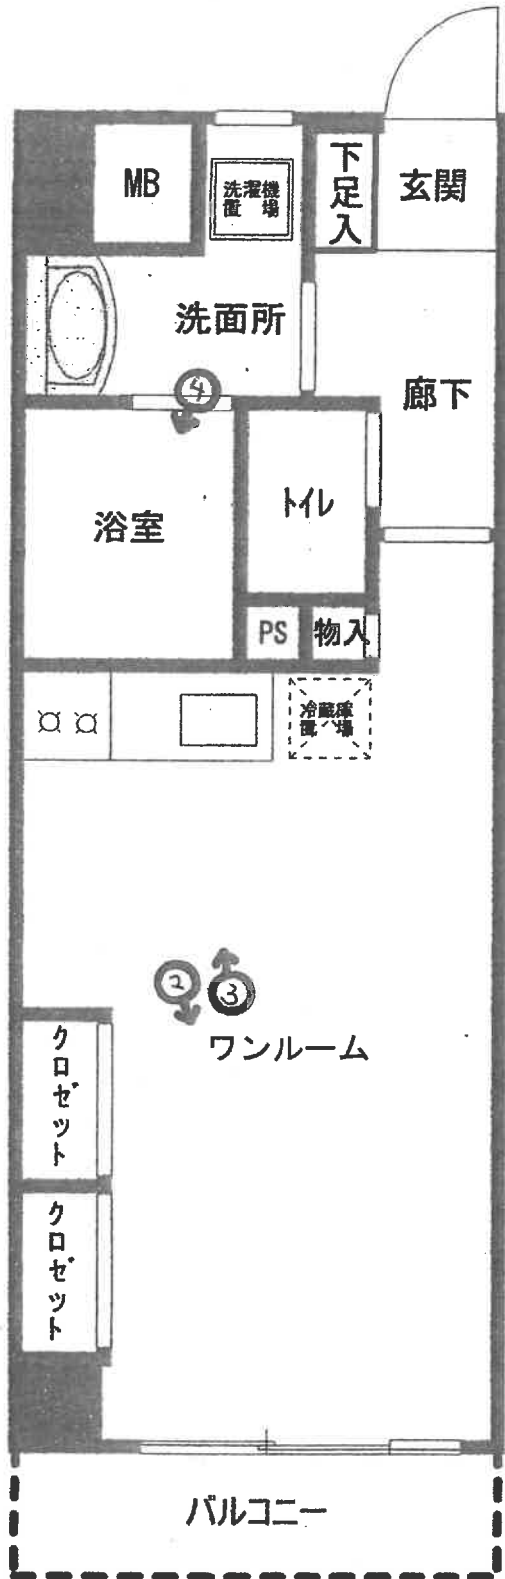 MB
洗濯機
置場
下足入
玄関
洗面所
廊下
4
浴室
トイレ
PS
物入
冷蔵庫
置場
2
3
ワンルーム
クロゼット
クロゼット
バルコニー